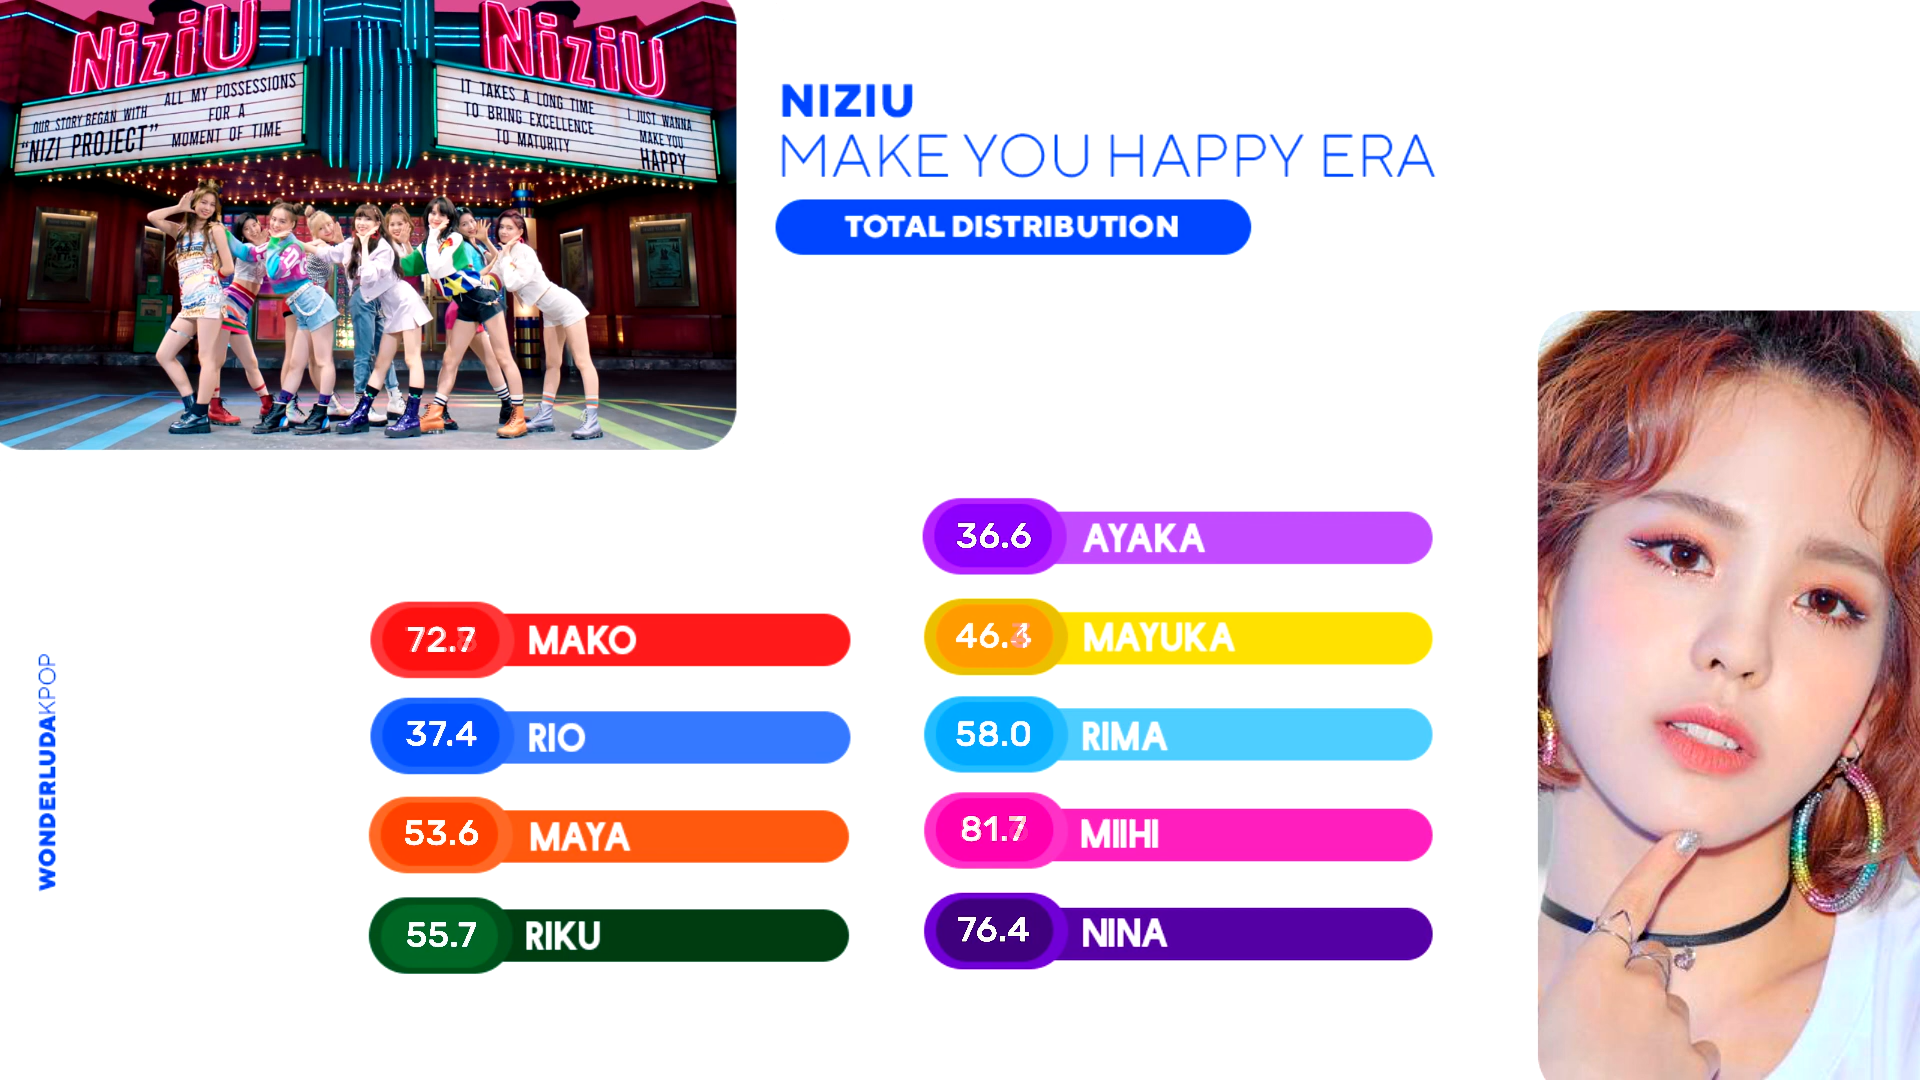 NiziU
NiziU
OUR STORY BEGAN WITH
"NIZI PROJECT"
ALL MY POSSESSIONS
FOR A
MOMENT OF TIME
IT TAKES A LONG TIME
TO BRING EXCELLENCE
TO MATURITY
I JUST WANNA
MAKE YOU
HAPPY
NIZIU
MAKE YOU HAPPY ERA
TOTAL DISTRIBUTION
72.7 MAKO
37.4 RIO
53.6 MAYA
55.7 RIKU
36.6 AYAKA
MAYUKA
58.0 RIMA
81.7 MIIHI
76.4 NINA
WONDERLUDAKPOP